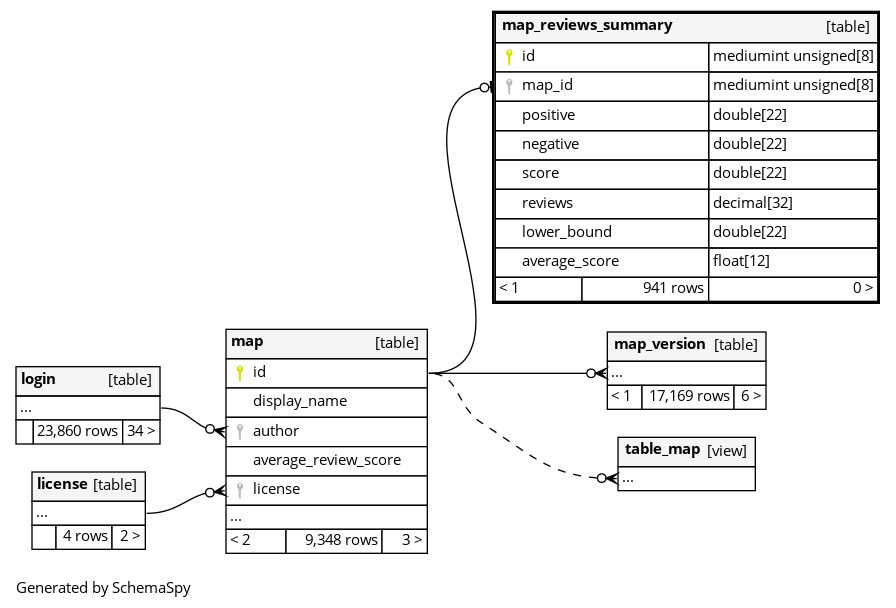 map_reviews_summary [table]
id mediumint unsigned[8]
map_id mediumint unsigned[8]
positive double[22]
negative double[22]
score double[22]
reviews decimal[32]
lower_bound double[22]
average_score float[12]
< 1 941 rows 0 >
map [table]
id
display_name
author
average_review_score
license
...
< 2 9,348 rows 3 >
login [table]
...
23,860 rows 34 >
license [table]
...
4 rows 2 >
map_version [table]
...
< 1 17,169 rows 6 >
table_map [view]
...
Generated by SchemaSpy